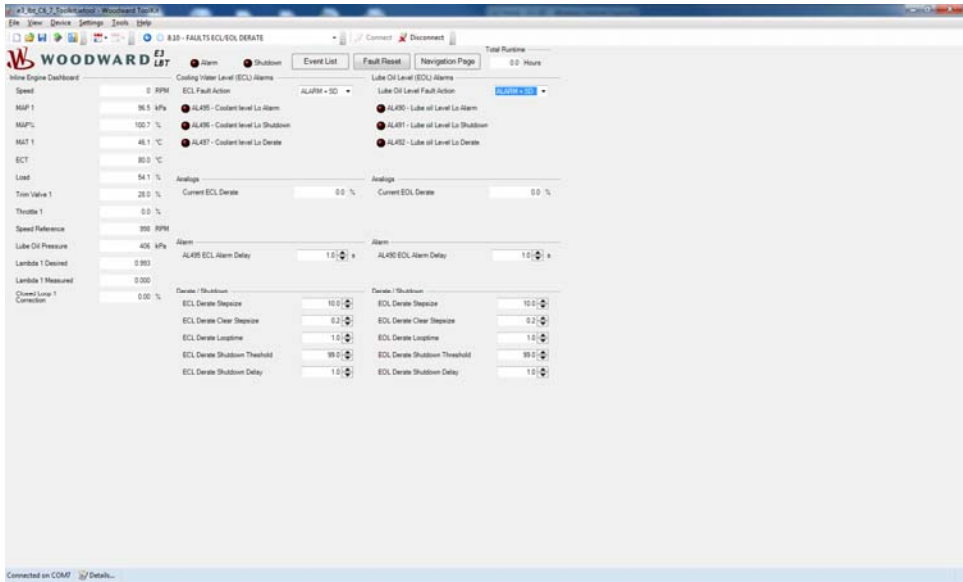 e3_lbt_C6_7_Toolkit.wtool - Woodward ToolKit
File View Device Settings Tools Help
8.10 - FAULTS ECL/EOL DERATE Connect Disconnect
WOODWARD E3 LBT Alarm Shutdown Event List Fault Reset Navigation Page Total Runtime 0.0 Hours
Inline Engine Dashboard Cooling Water Level (ECL) Alarms Lube Oil Level (EOL) Alarms
Speed 0 RPM ECL Fault Action ALARM + SD Lube Oil Level Fault Action ALARM + SD
MAP 1 96.5 kPa AL495 - Coolant level Lo Alarm AL490 - Lube oil Level Lo Alarm
MAP% 100.7 % AL496 - Coolant level Lo Shutdown AL491 - Lube oil Level Lo Shutdown
MAT 1 46.1 °C AL497 - Coolant level Lo Derate AL492 - Lube oil Level Lo Derate
ECT 80.0 °C
Load 54.1 % Analogs Analogs
Trim Valve 1 28.0 % Current ECL Derate 0.0 % Current EOL Derate 0.0 %
Throttle 1 0.0 %
Speed Reference 998 RPM
Lube Oil Pressure 406 kPa Alarm Alarm
Lambda 1 Desired 0.993 AL495 ECL Alarm Delay 1.0 s AL490 EOL Alarm Delay 1.0 s
Lambda 1 Measured 0.000
Closed Loop 1 Correction 0.00 % Derate / Shutdown Derate / Shutdown
ECL Derate Stepsize 10.0 EOL Derate Stepsize 10.0
ECL Derate Clear Stepsize 0.2 EOL Derate Clear Stepsize 0.2
ECL Derate Looptime 1.0 EOL Derate Looptime 1.0
ECL Derate Shutdown Theshold 99.0 EOL Derate Shutdown Threshold 99.0
ECL Derate Shutdown Delay 1.0 EOL Derate Shutdown Delay 1.0
Connected on COM7 Details...